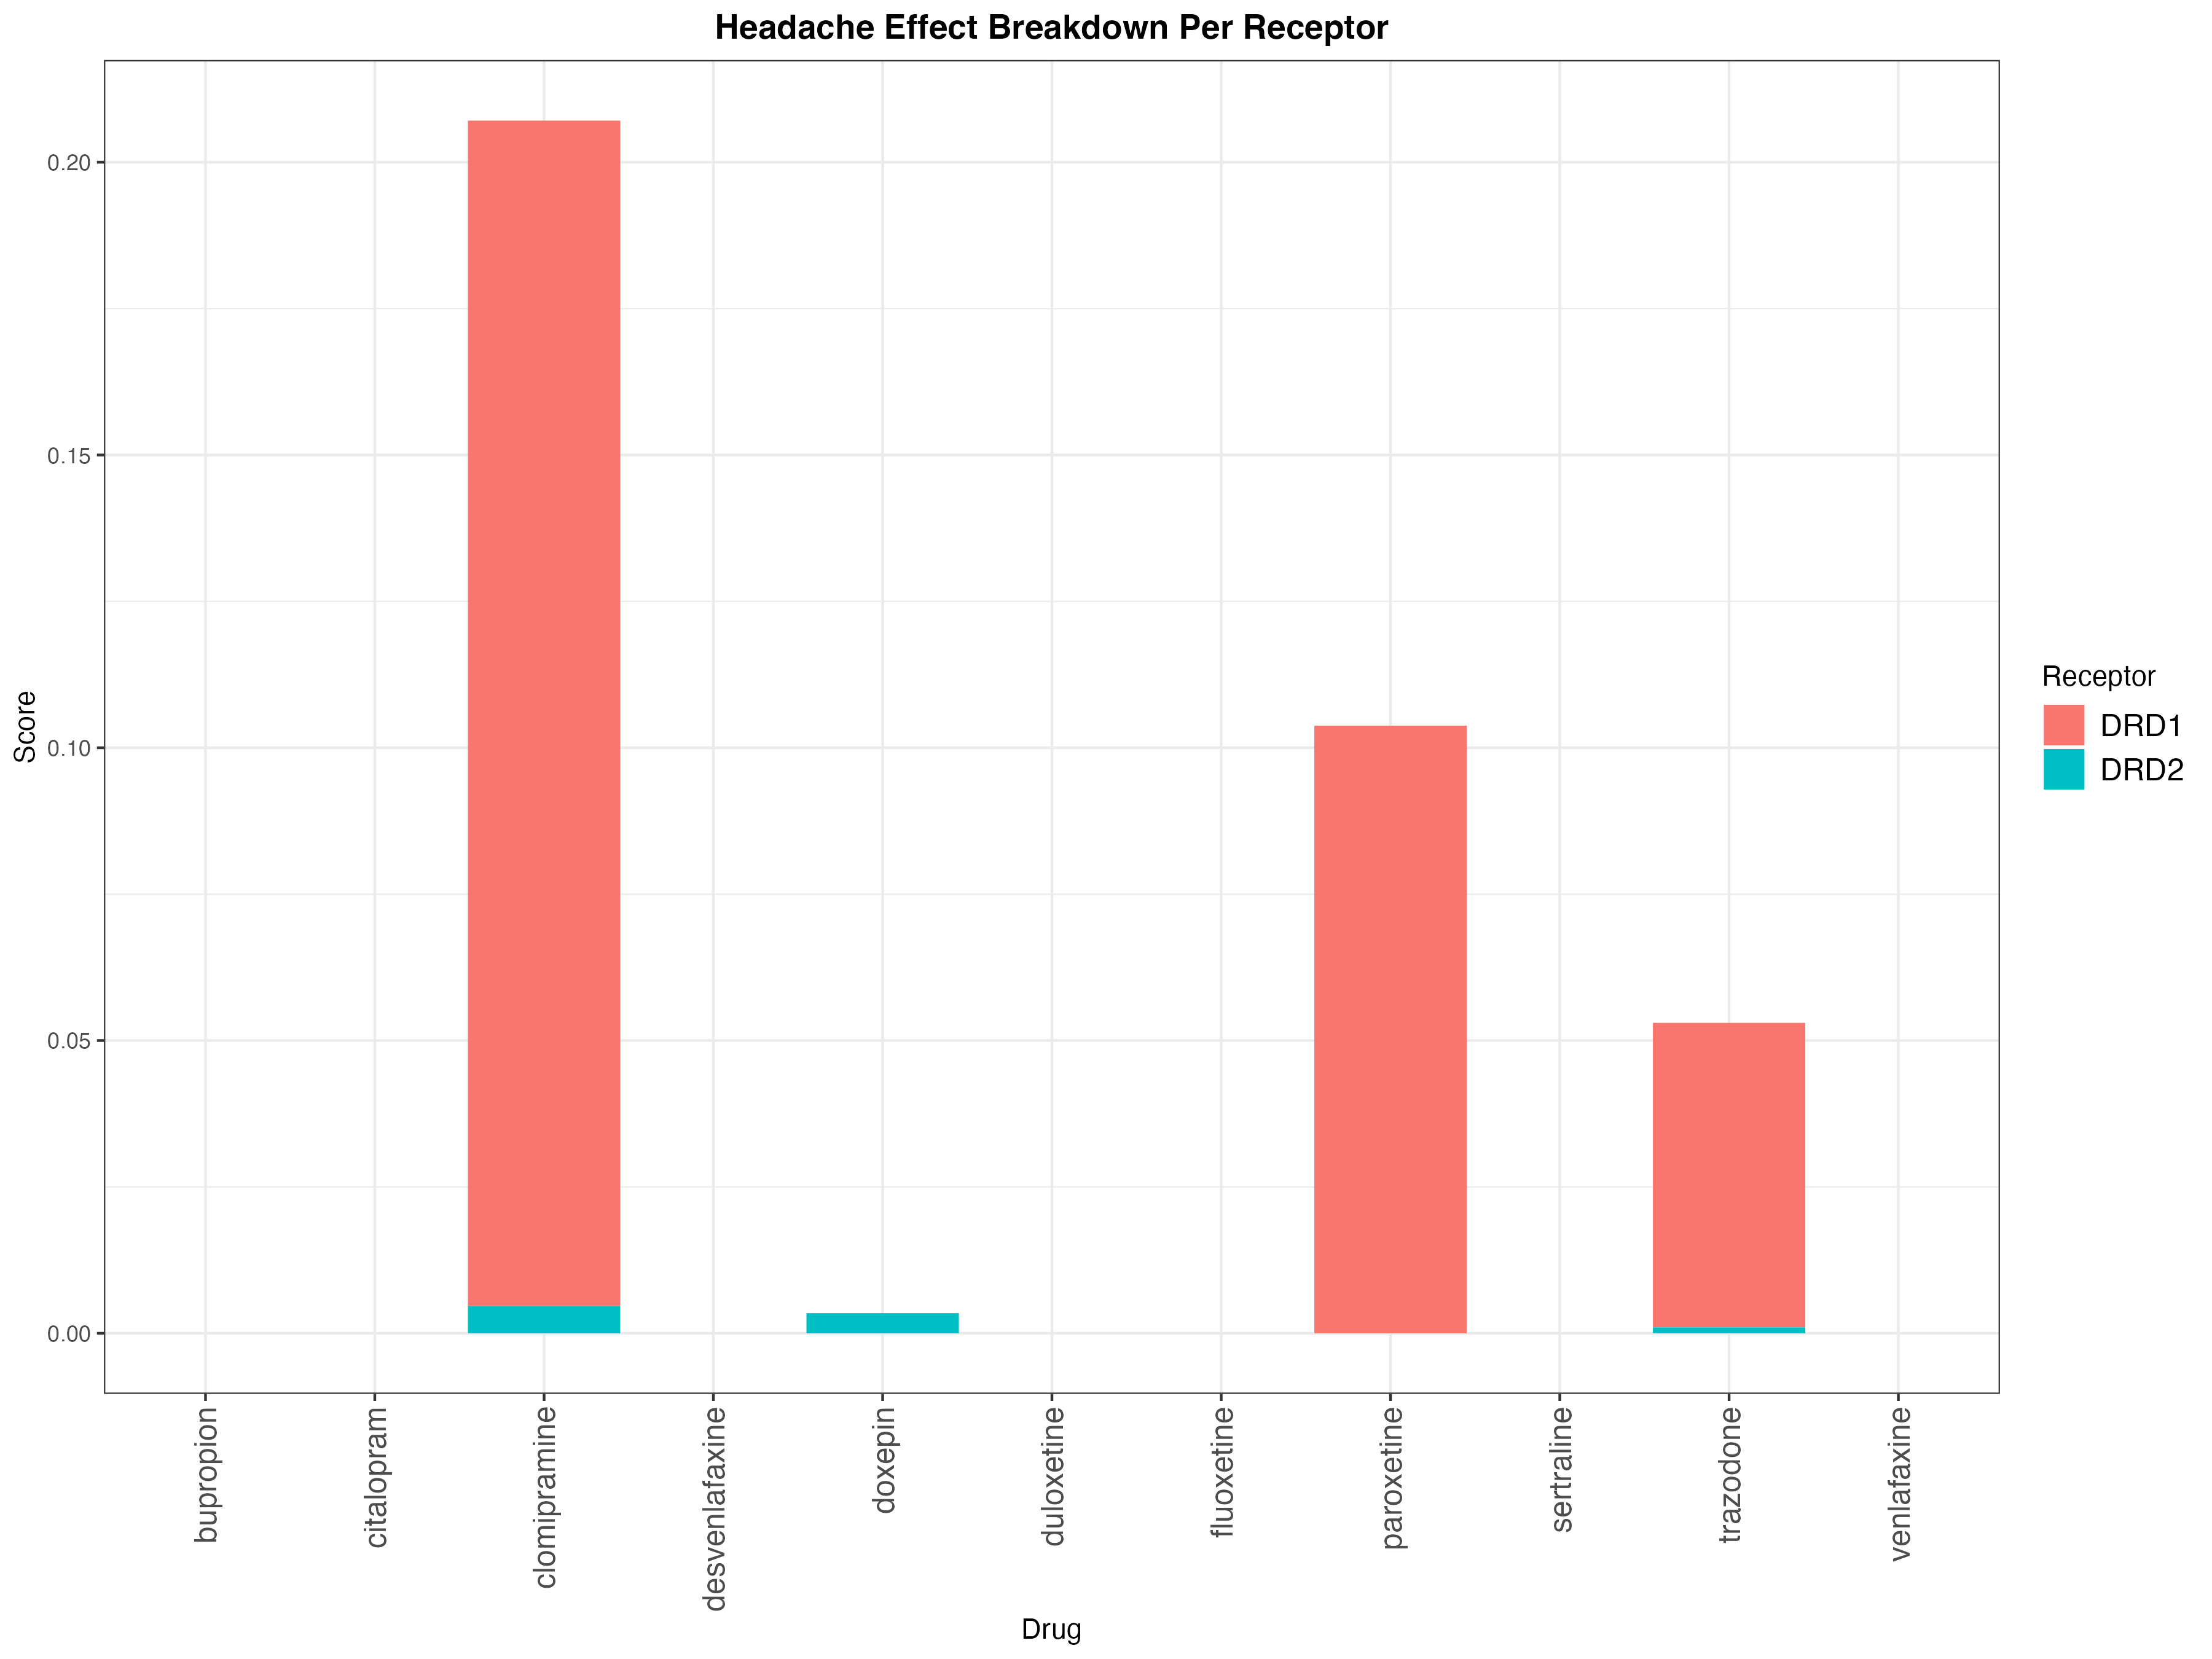 Headache Effect Breakdown Per Receptor
Score
0.20
0.15
0.10
0.05
0.00
bupropion
citalopram
clomipramine
desvenlafaxine
doxepin
duloxetine
fluoxetine
paroxetine
sertraline
trazodone
venlafaxine
Drug
Receptor
DRD1
DRD2